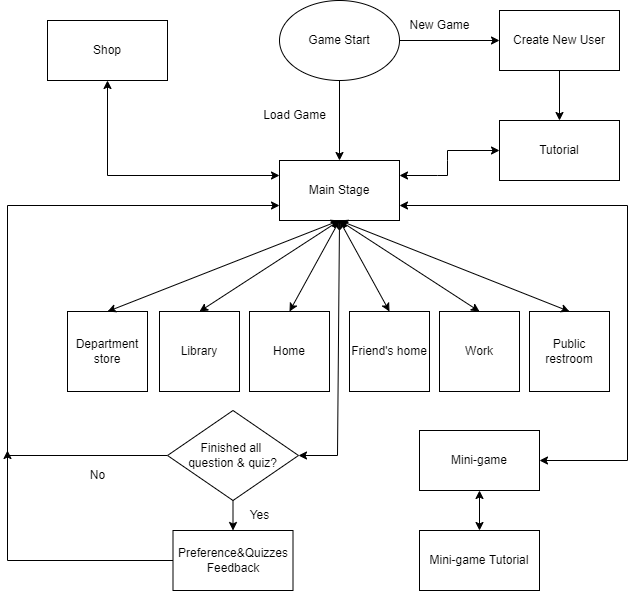 New Game
Shop
Game Start
Create New User
Load Game
Tutorial
Main Stage
Department
store
Library
Home
Friend's home
Work
Public
restroom
Finished all
question & quiz?
Mini-game
No
Yes
Preference&Quizzes
Feedback
Mini-game Tutorial